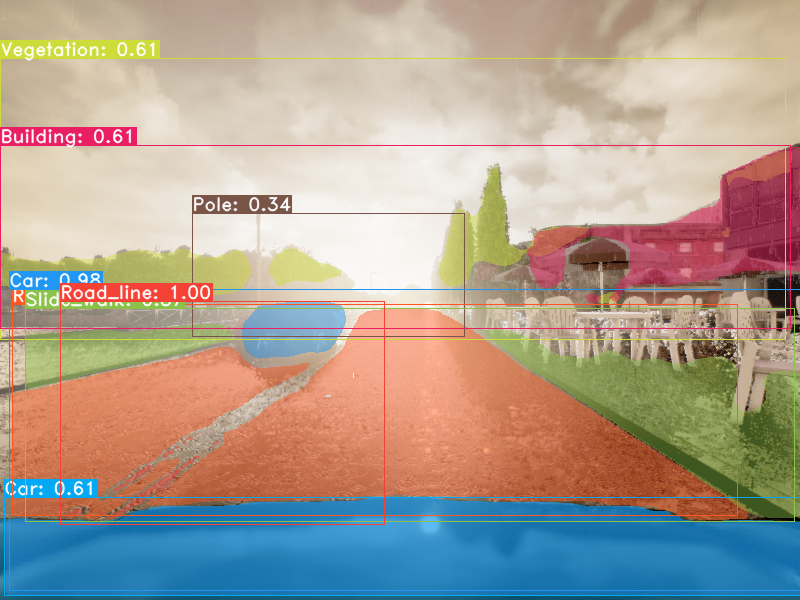 Vegetation: 0.61
Building: 0.61
Pole: 0.34
Car: 0.98
Road_line: 1.00
Car: 0.61